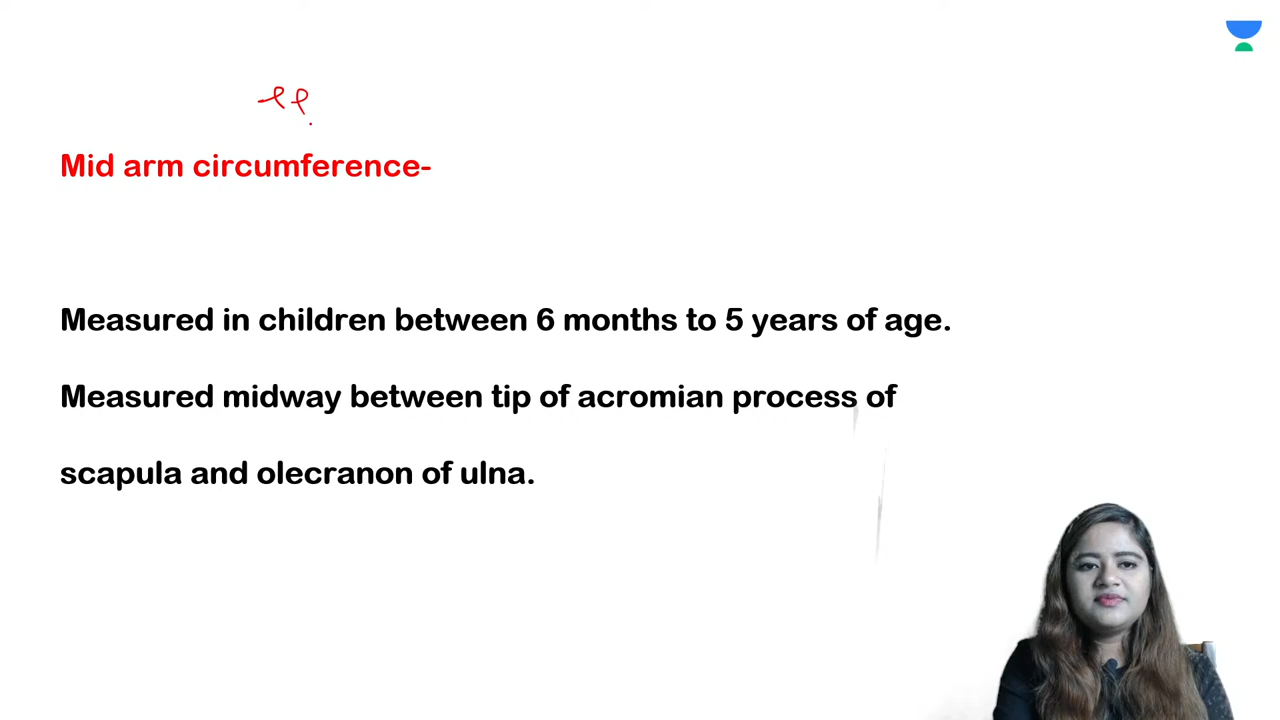 Mid arm circumference-
Measured in children between 6 months to 5 years of age.
Measured midway between tip of acromian process of
scapula and olecranon of ulna.